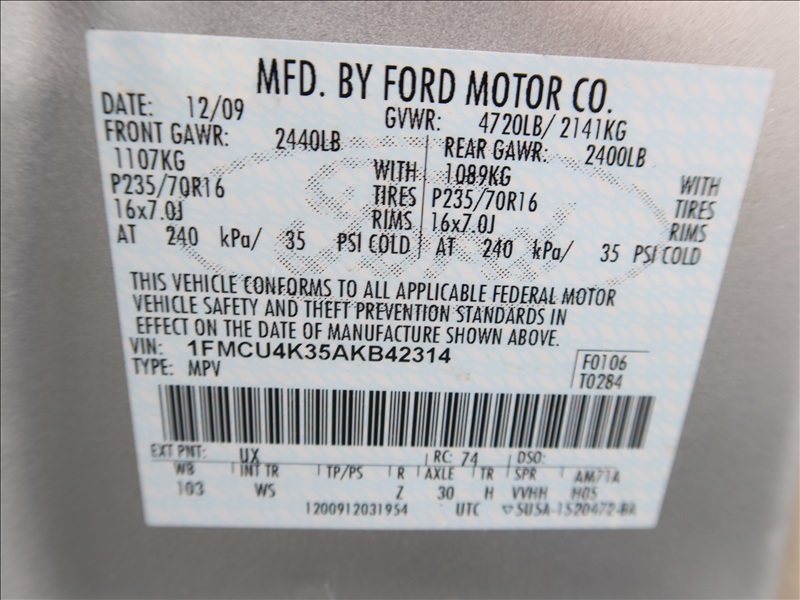 MFD. BY FORD MOTOR CO.
DATE: 12/09 GVWR: 4720LB/ 2141KG
FRONT GAWR: 2440LB REAR GAWR: 2400LB
1107KG WITH 1089KG WITH
P235/70R16 TIRES P235/70R16 TIRES
16x7.0J RIMS 16x7.0J RIMS
AT 240 kPa/ 35 PSI COLD AT 240 kPa/ 35 PSI COLD
THIS VEHICLE CONFORMS TO ALL APPLICABLE FEDERAL MOTOR
VEHICLE SAFETY AND THEFT PREVENTION STANDARDS IN
EFFECT ON THE DATE OF MANUFACTURE SHOWN ABOVE.
VIN: 1FMCU4K35AKB42314 F0106
TYPE: MPV T0284
EXT PNT: UX RC: 74 DSO:
WB INT TR TP/PS R AXLE TR SPR AM71A
103 WS Z 30 H VVHH H05
1200912031954 UTC 5U5A-1520472-BA